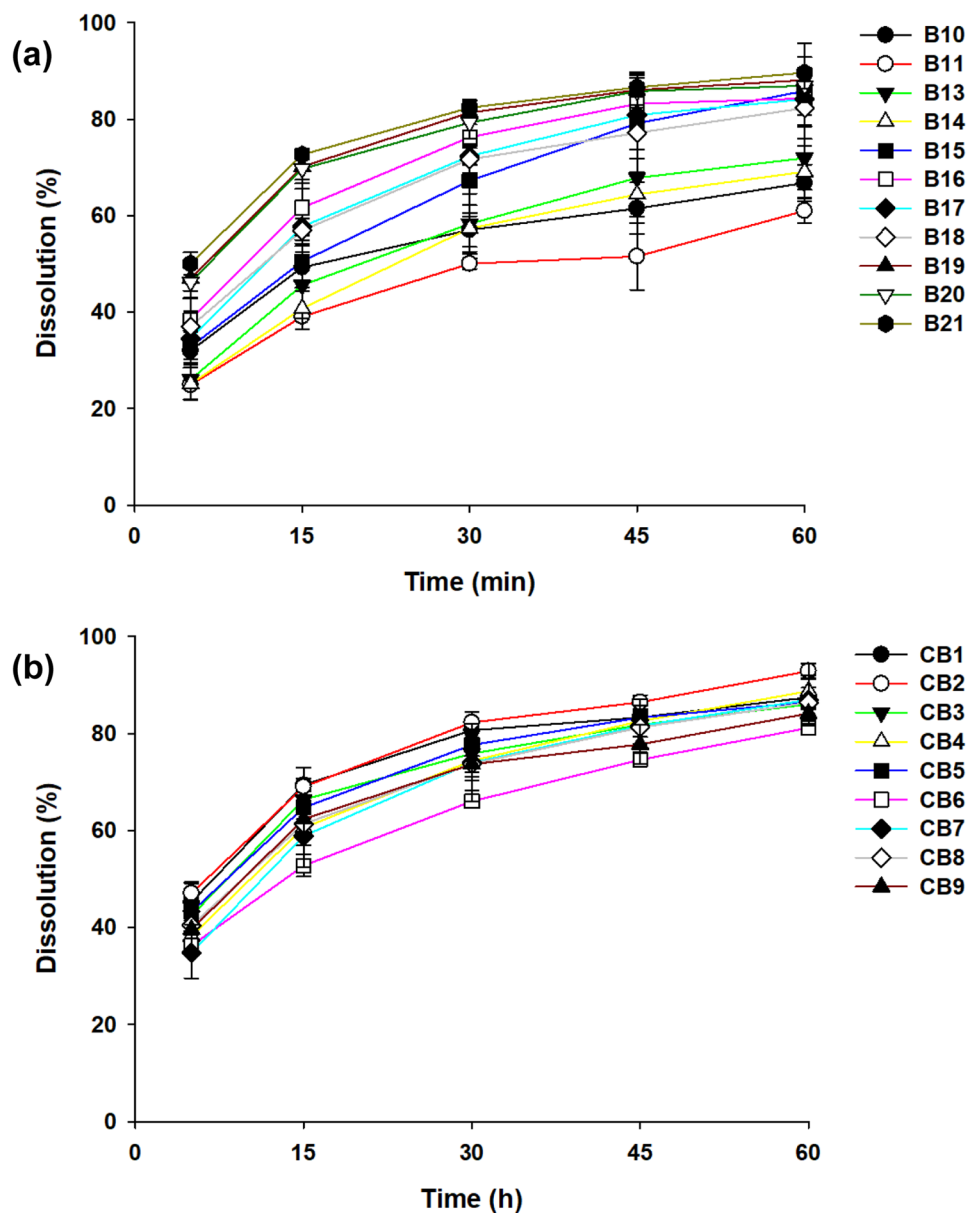 (a)
100
80
60
40
20
0
Dissolution (%)
0 15 30 45 60
Time (min)
B10
B11
B13
B14
B15
B16
B17
B18
B19
B20
B21
(b)
100
80
60
40
20
0
Dissolution (%)
0 15 30 45 60
Time (h)
CB1
CB2
CB3
CB4
CB5
CB6
CB7
CB8
CB9